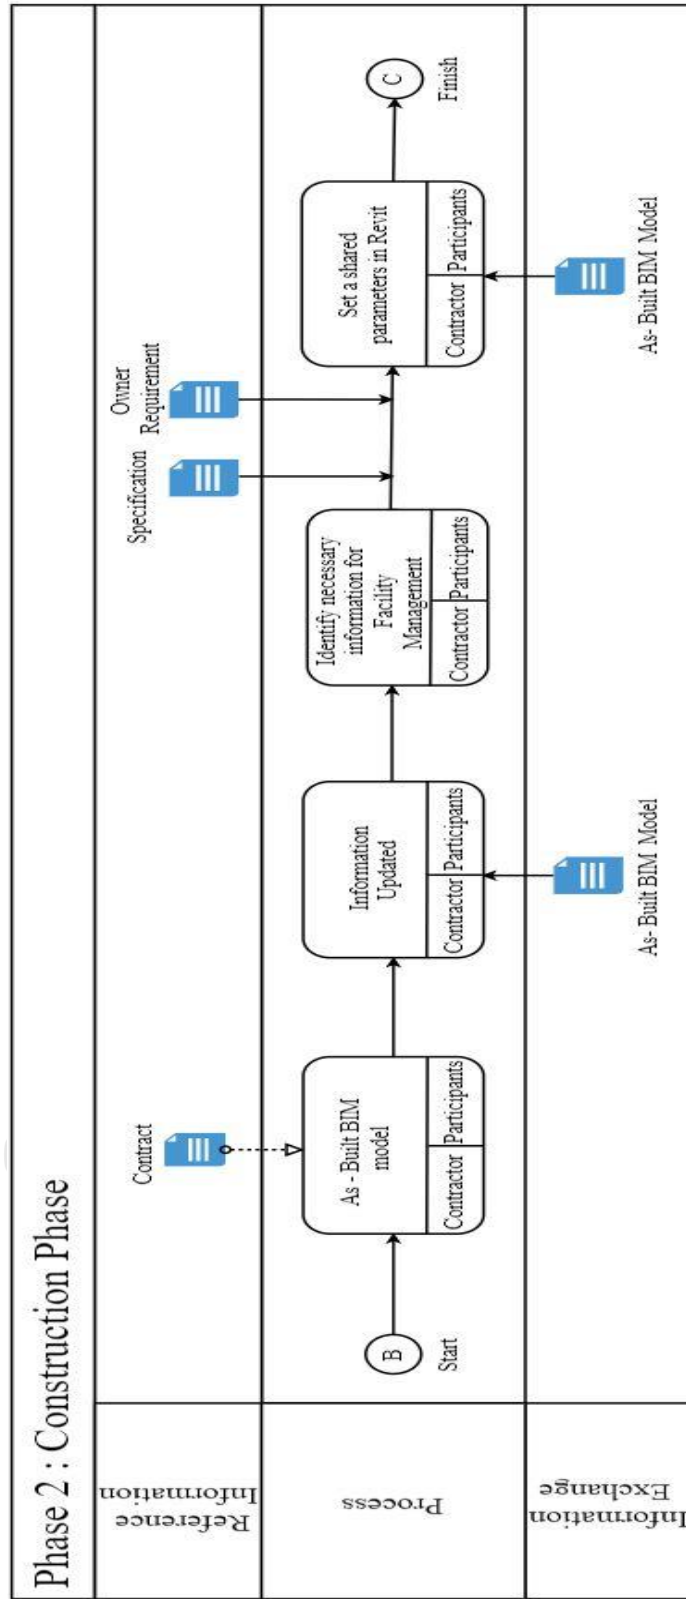 Phase 2 : Construction Phase
Reference
Information
Contract
Specification
Owner
Requirement
Process
B
Start
As - Built BIM
model
Contractor
Participants
Information
Updated
Contractor
Participants
Identify necessary
information for
Facility
Management
Contractor
Participants
Set a shared
parameters in Revit
Contractor
Participants
C
Finish
Information
Exchange
As- Built BIM Model
As- Built BIM Model